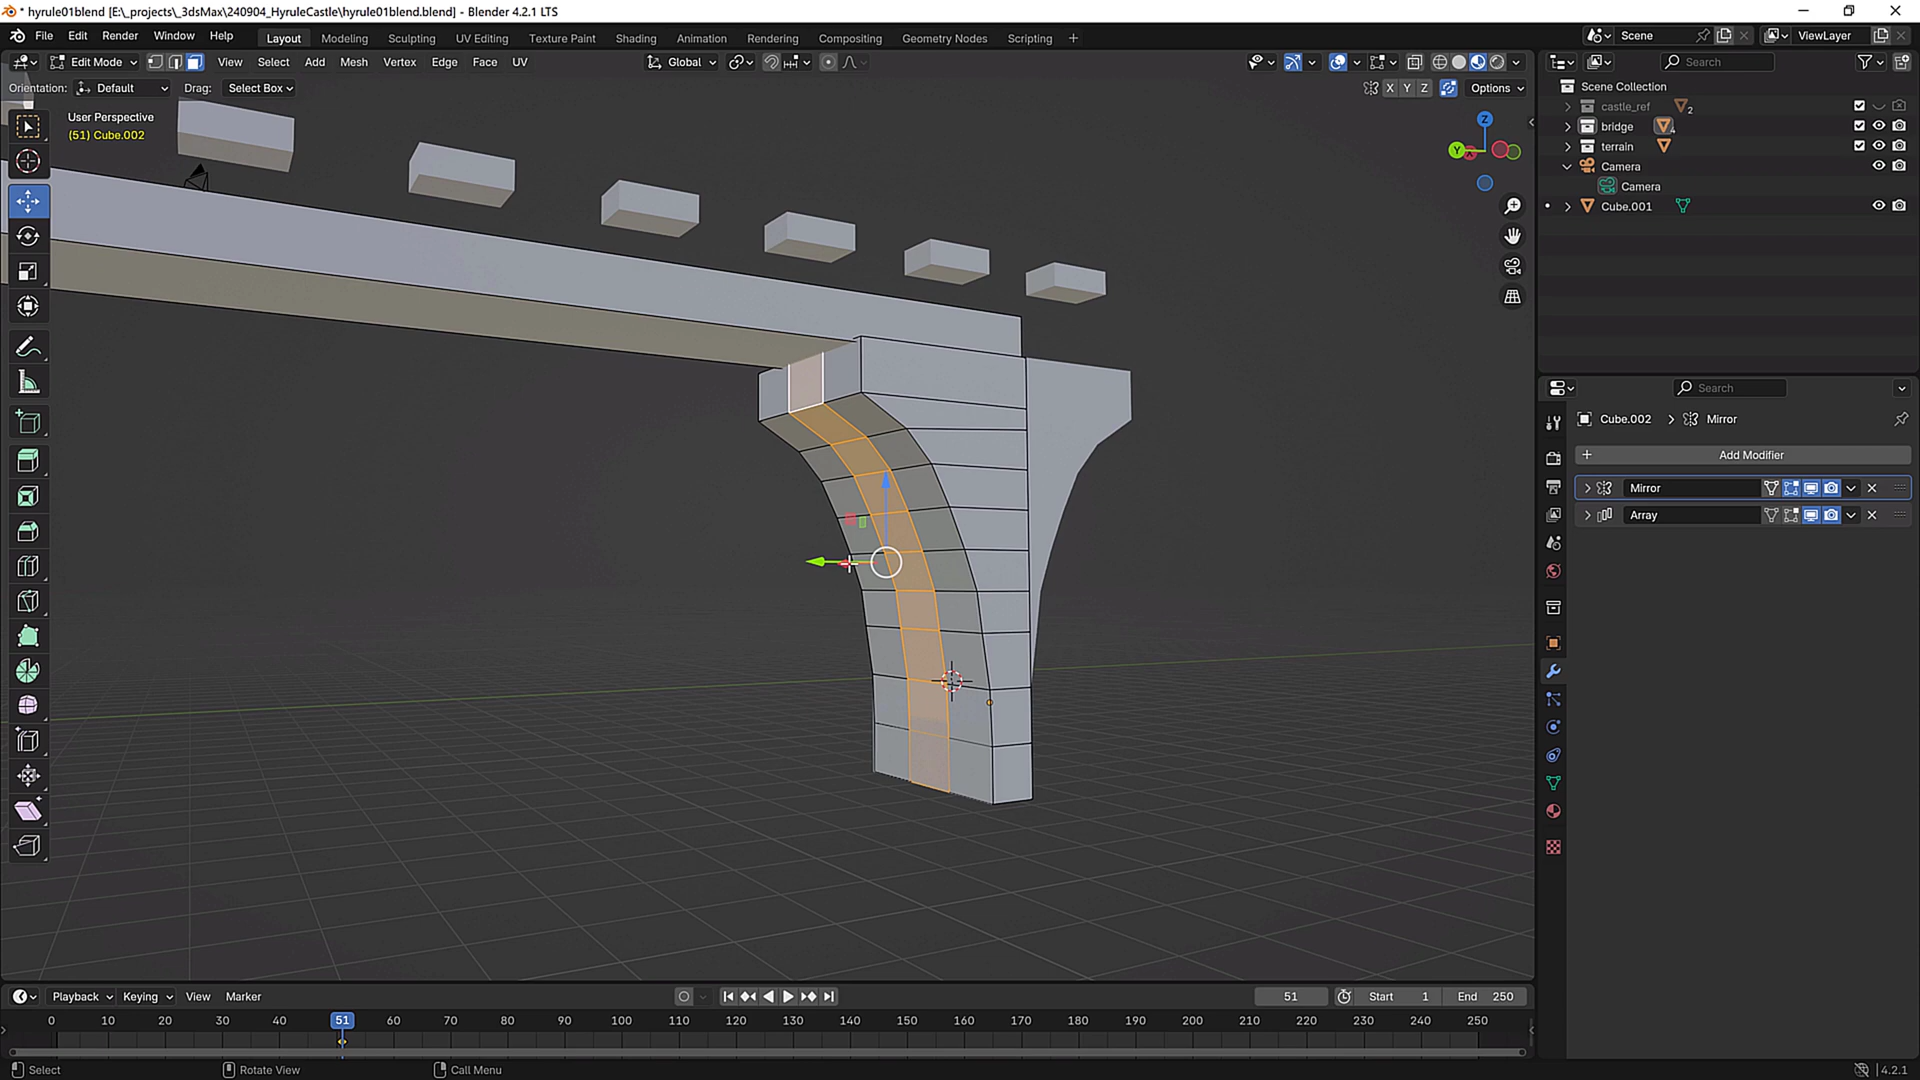 * hyrule01blend [E:\_projects\_3dsMax\240904_HyruleCastle\hyrule01blend.blend] - Blender 4.2.1 LTS
File Edit Render Window Help Layout Modeling Sculpting UV Editing Texture Paint Shading Animation Rendering Compositing Geometry Nodes Scripting + Scene ViewLayer
Edit Mode View Select Add Mesh Vertex Edge Face UV Global Search
Orientation: Default Drag: Select Box X Y Z Options
Scene Collection
castle_ref 2
bridge 4
terrain
Camera
Camera
Cube.001
User Perspective
(51) Cube.002
Z
Y
Search
Cube.002 > Mirror
+ Add Modifier
Mirror
Array
Playback Keying View Marker 51 Start 1 End 250
0 10 20 30 40 51 60 70 80 90 100 110 120 130 140 150 160 170 180 190 200 210 220 230 240 250
Select Rotate View Call Menu 4.2.1